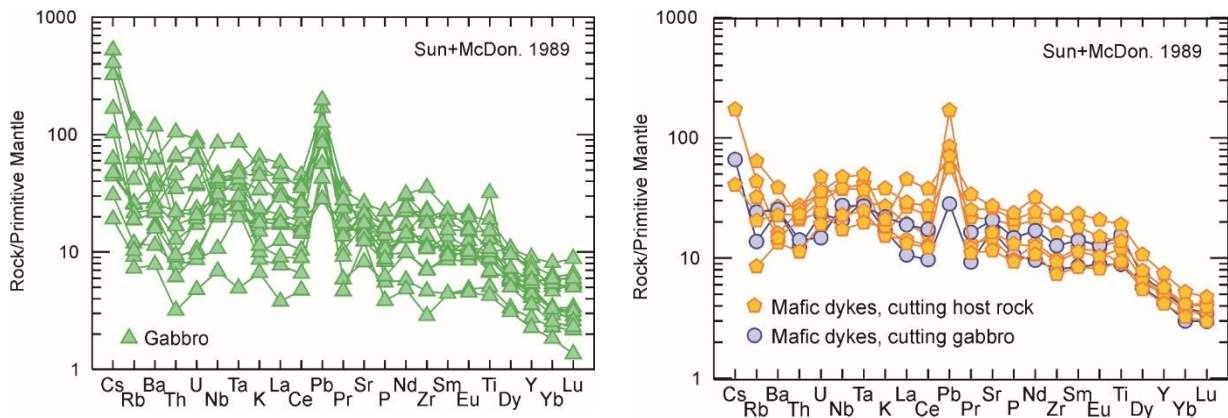 1000
Sun+McDon. 1989
100
10
1
Rock/Primitive Mantle
Gabbro
Cs Rb Ba Th U Nb Ta K La Ce Pb Pr Sr P Nd Zr Sm Eu Ti Dy Y Yb Lu
1000
Sun+McDon. 1989
100
10
1
Rock/Primitive Mantle
Mafic dykes, cutting host rock
Mafic dykes, cutting gabbro
Cs Rb Ba Th U Nb Ta K La Ce Pb Pr Sr P Nd Zr Sm Eu Ti Dy Y Yb Lu